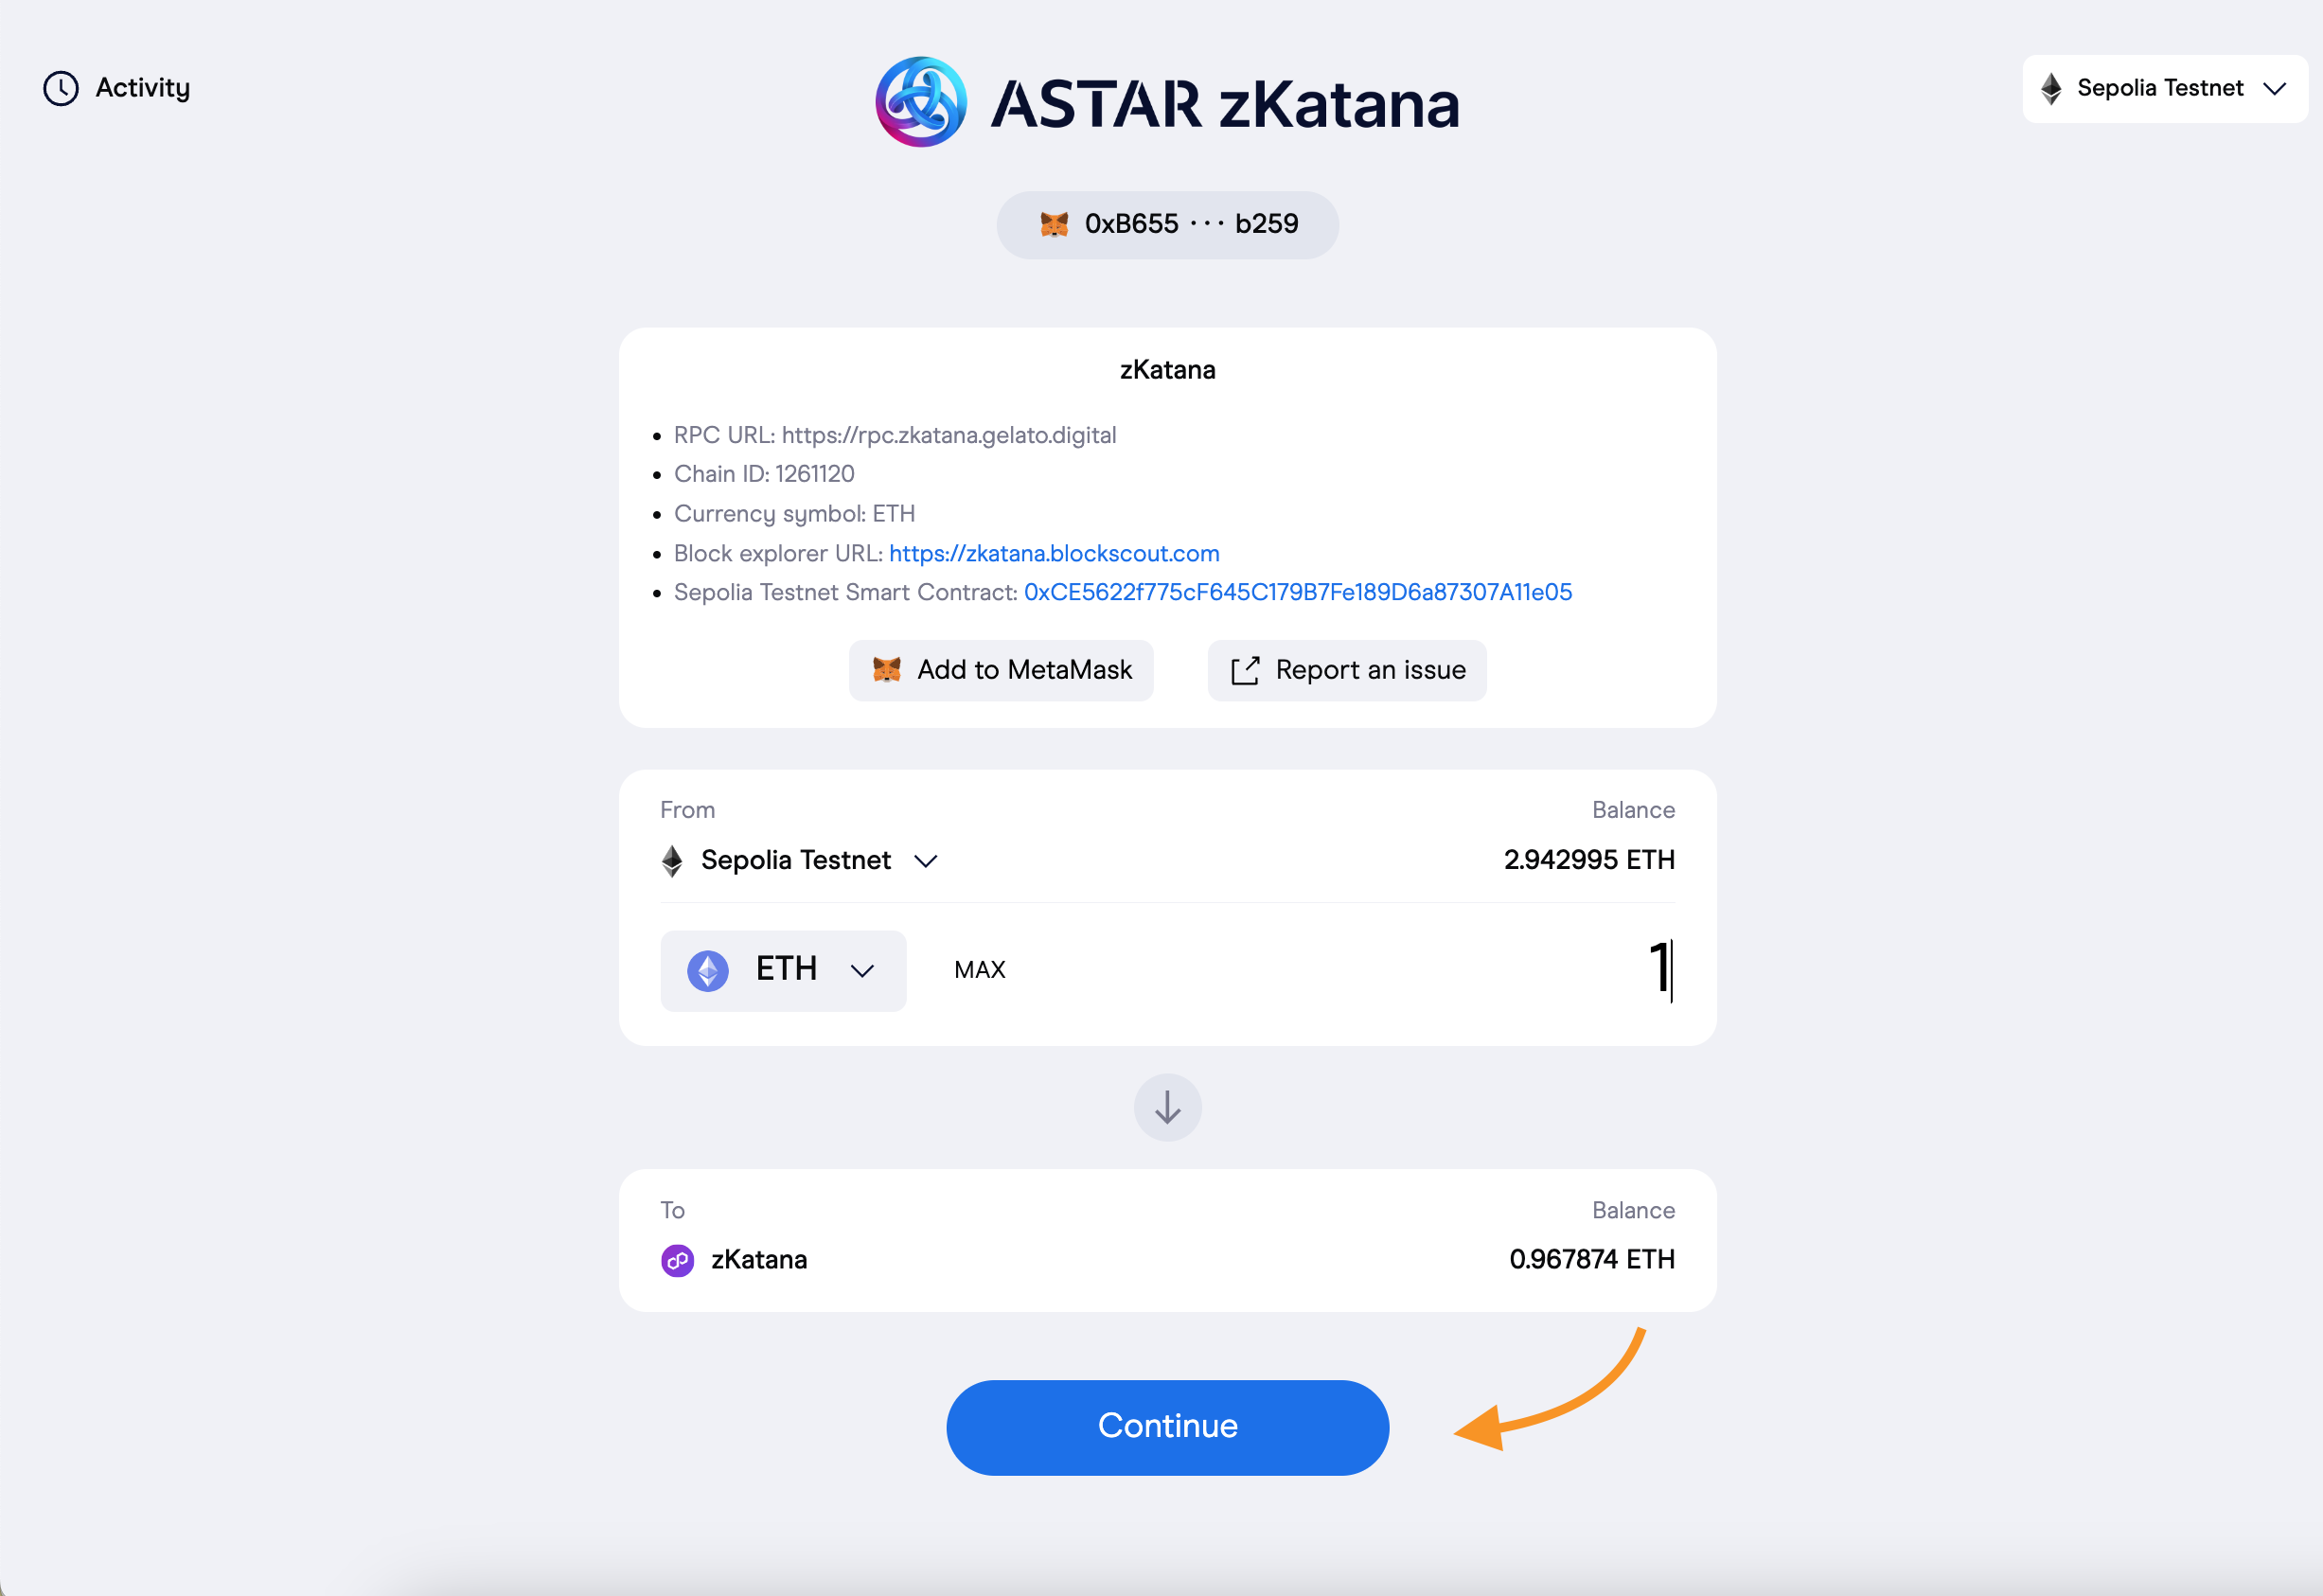 Activity
ASTAR zKatana
Sepolia Testnet
0xB655 ··· b259
zKatana
• RPC URL: https://rpc.zkatana.gelato.digital
• Chain ID: 1261120
• Currency symbol: ETH
• Block explorer URL: https://zkatana.blockscout.com
• Sepolia Testnet Smart Contract: 0xCE5622f775cF645C179B7Fe189D6a87307A11e05
Add to MetaMask
Report an issue
From
Balance
Sepolia Testnet
2.942995 ETH
ETH
MAX
1
To
Balance
zKatana
0.967874 ETH
Continue